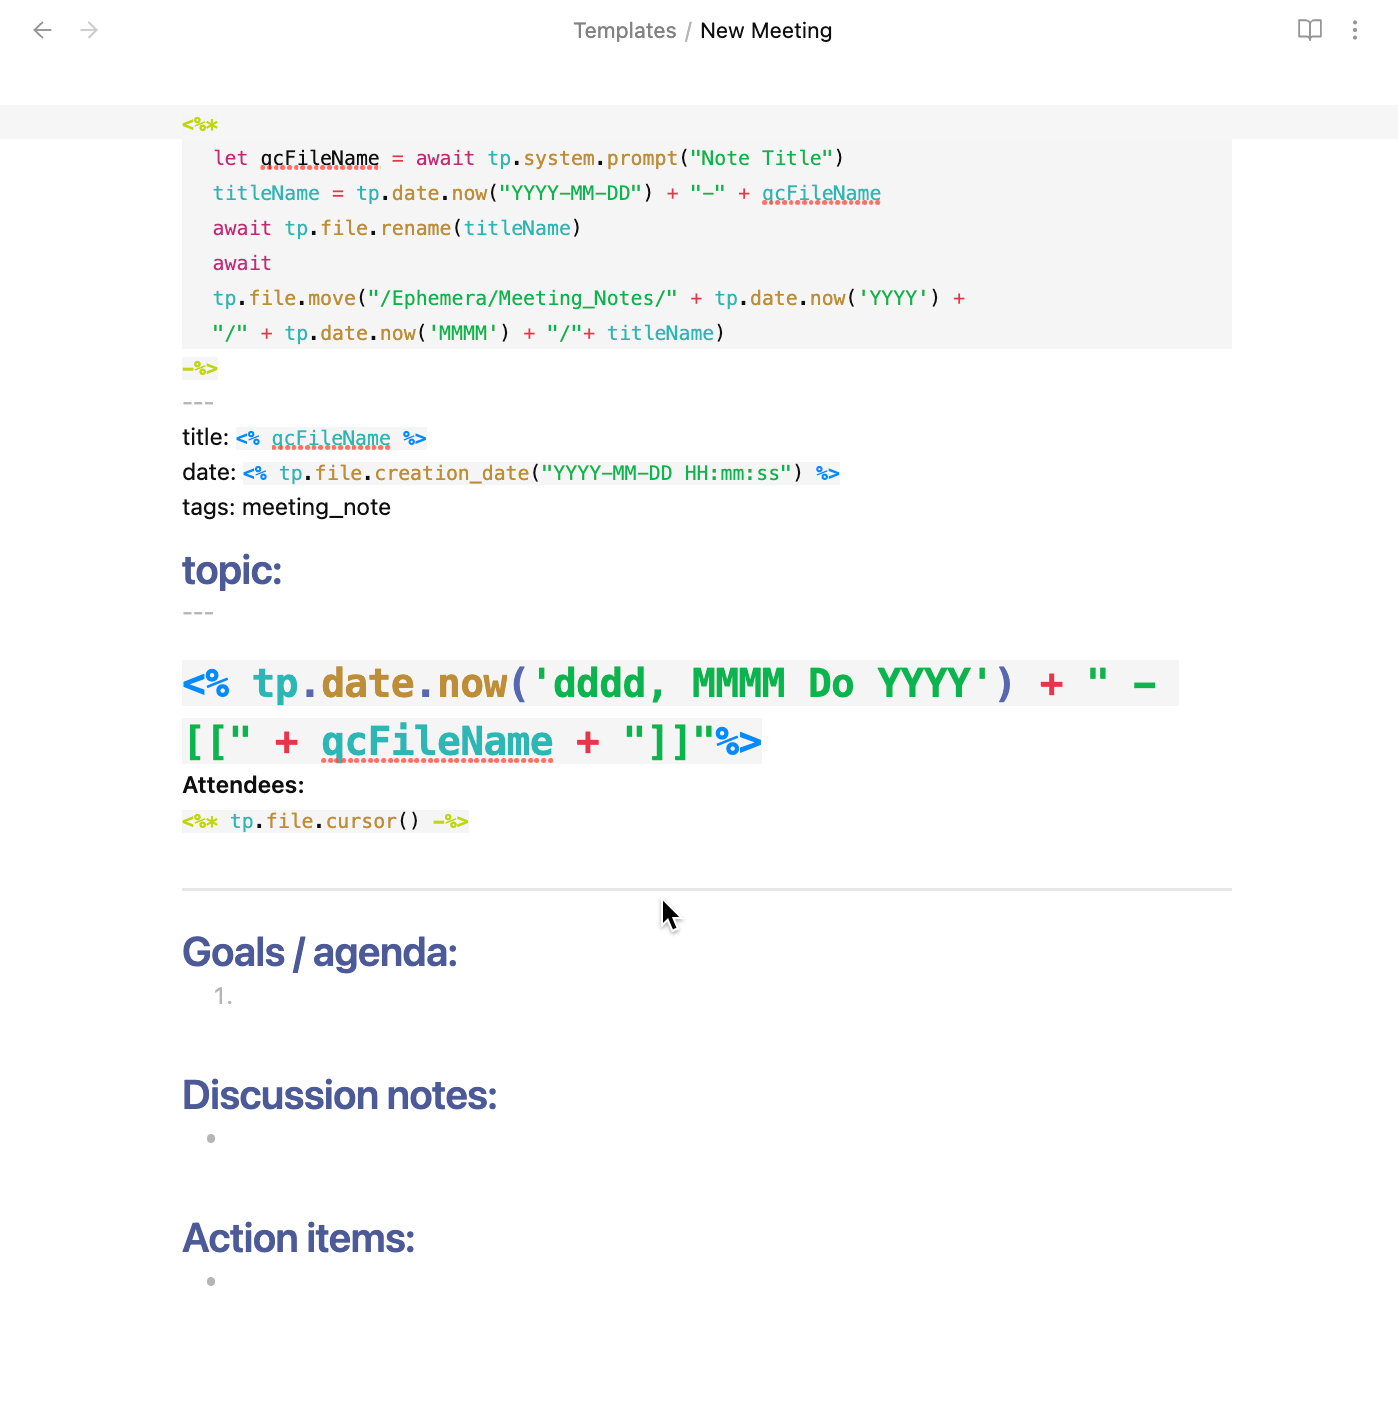 Templates / New Meeting
<%*
let qcFileName = await tp.system.prompt("Note Title")
titleName = tp.date.now("YYYY-MM-DD") + "-" + qcFileName
await tp.file.rename(titleName)
await
tp.file.move("/Ephemera/Meeting_Notes/" + tp.date.now('YYYY') +
"/" + tp.date.now('MMMM') + "/"+ titleName)
-%>
---
title: <% qcFileName %>
date: <% tp.file.creation_date("YYYY-MM-DD HH:mm:ss") %>
tags: meeting_note
topic:
---
<% tp.date.now('dddd, MMMM Do YYYY') + " -
[[" + qcFileName + "]]"%>
Attendees:
<%* tp.file.cursor() -%>
Goals / agenda:
1.
Discussion notes:
Action items: